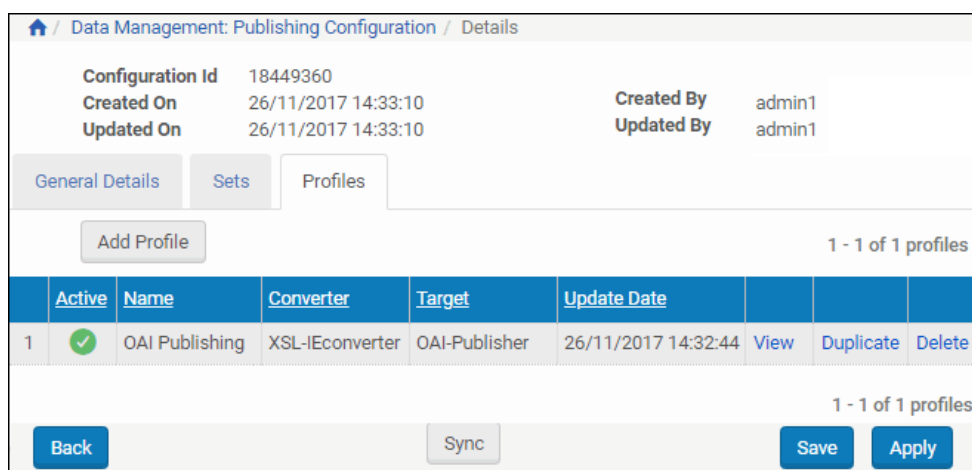 / Data Management: Publishing Configuration / Details
Configuration Id 18449360
Created On 26/11/2017 14:33:10 Created By admin1
Updated On 26/11/2017 14:33:10 Updated By admin1
General Details Sets Profiles
Add Profile 1 - 1 of 1 profiles
Active Name Converter Target Update Date
1 OAI Publishing XSL-IEconverter OAI-Publisher 26/11/2017 14:32:44 View Duplicate Delete
1 - 1 of 1 profiles
Back Sync Save Apply